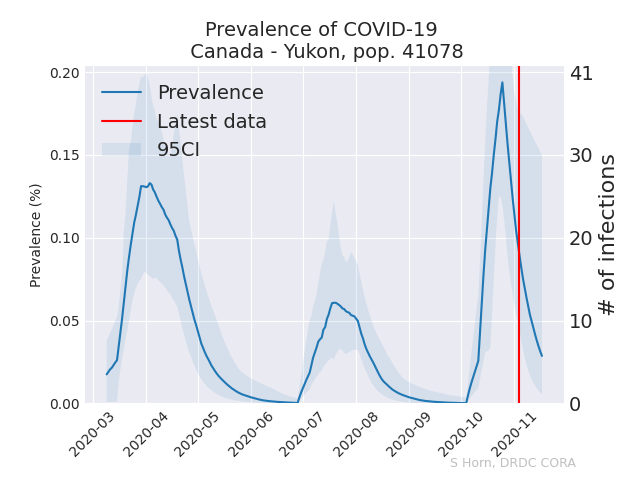 Prevalence of COVID-19
Canada - Yukon, pop. 41078
Prevalence
Latest data
95CI
Prevalence (%)
0.20
0.15
0.10
0.05
0.00
41
30
20
10
0
# of infections
2020-03
2020-04
2020-05
2020-06
2020-07
2020-08
2020-09
2020-10
2020-11
S Horn, DRDC CORA